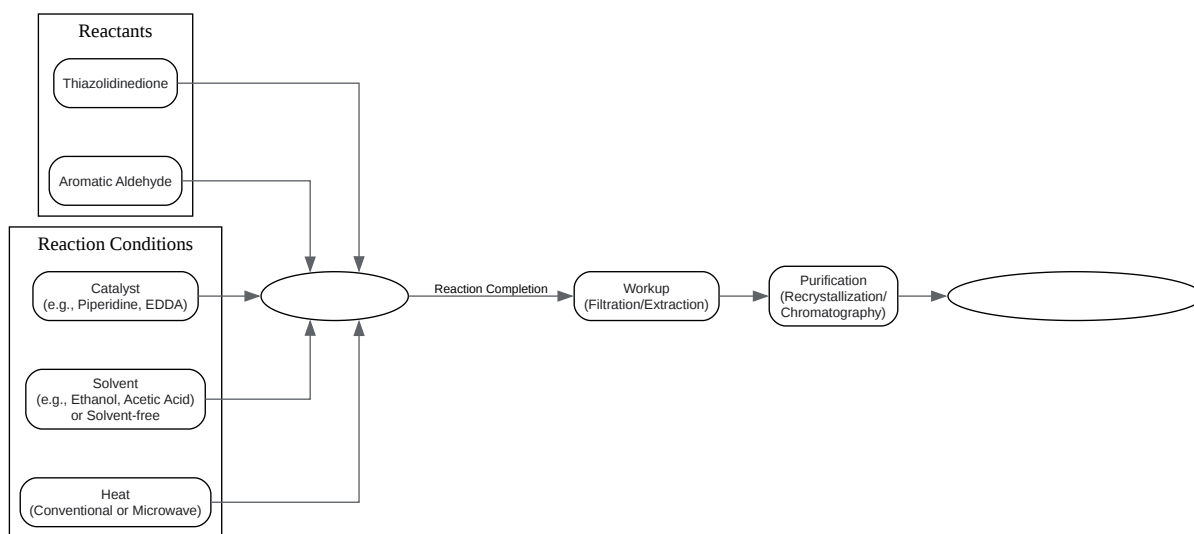 Reactants
Thiazolidinedione
Aromatic Aldehyde
Reaction Conditions
Catalyst
(e.g., Piperidine, EDDA)
Solvent
(e.g., Ethanol, Acetic Acid)
or Solvent-free
Heat
(Conventional or Microwave)
Reaction Completion
Workup
(Filtration/Extraction)
Purification
(Recrystallization/
Chromatography)